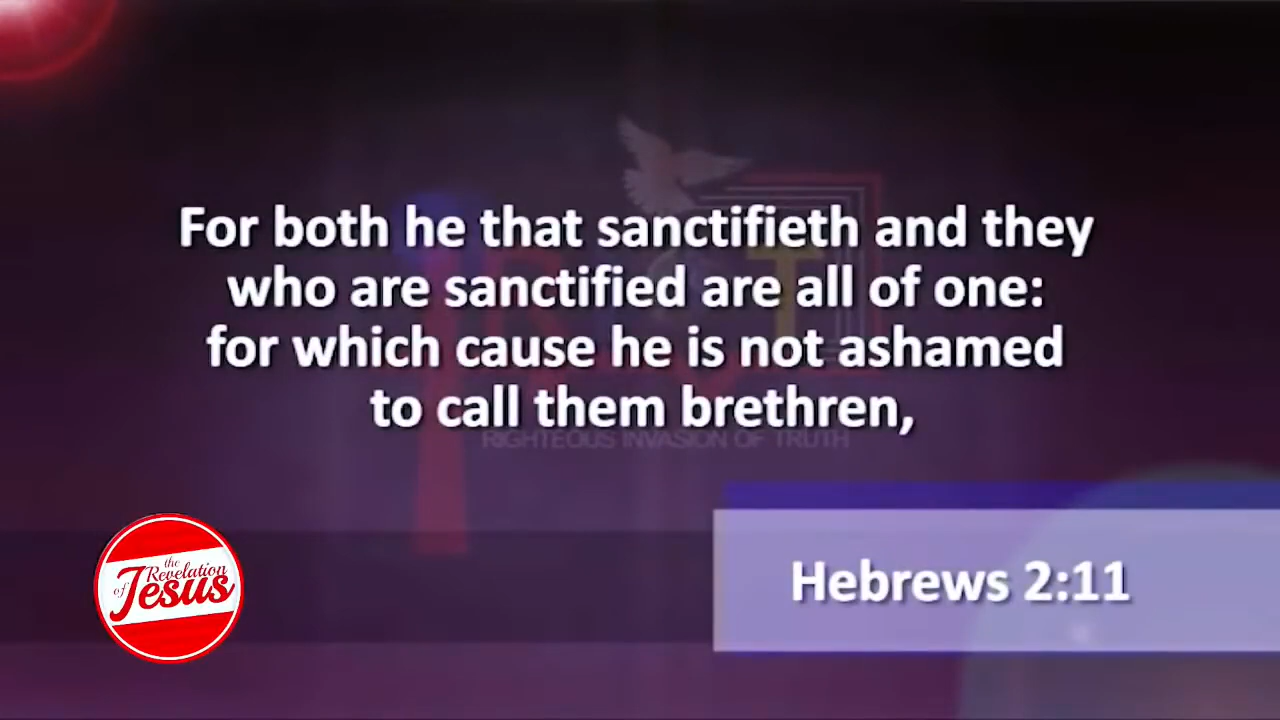 For both he that sanctifieth and they
who are sanctified are all of one:
for which cause he is not ashamed
to call them brethren,
RIGHTEOUS INVASION OF TRUTH
Hebrews 2:11
the
Revelation
of
Jesus